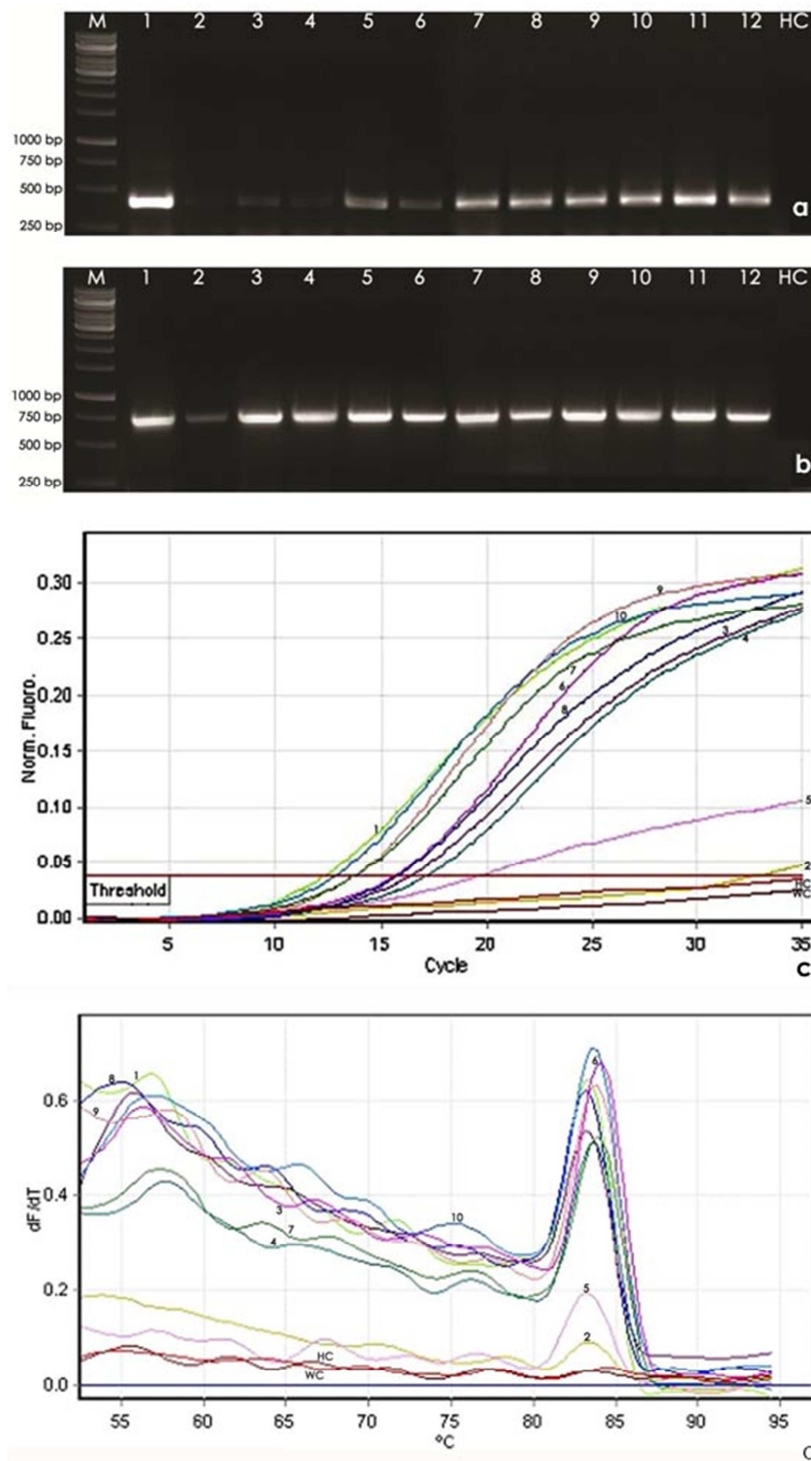 M 1 2 3 4 5 6 7 8 9 10 11 12 HC
1000 bp
750 bp
500 bp
250 bp
a
M 1 2 3 4 5 6 7 8 9 10 11 12 HC
1000 bp
750 bp
500 bp
250 bp
b
Norm. Fluoro.
0.30
0.25
0.20
0.15
0.10
0.05
0.00
Threshold
9
10
7
6
8
3
4
1
5
2
HC
WC
5 10 15 20 25 30 35
Cycle
c
dF/dT
0.6
0.4
0.2
0.0
8 1
9
6
3
7
4
10
5
2
HC
WC
55 60 65 70 75 80 85 90 95
°C